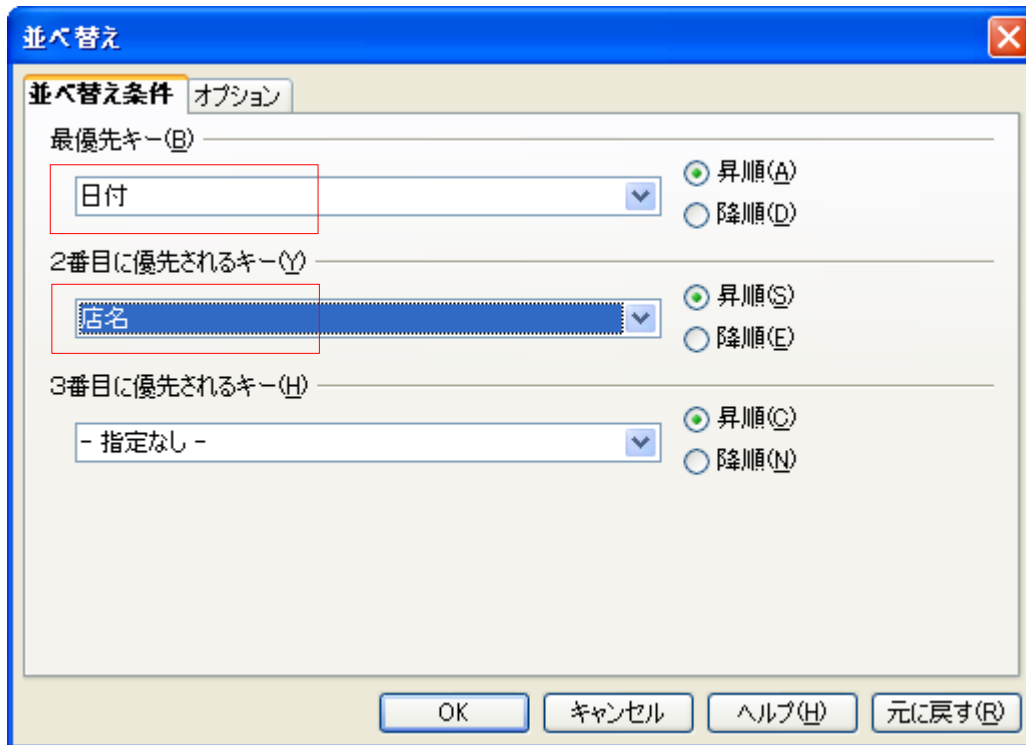 並べ替え
並べ替え条件 オプション
最優先キー(B)
日付
昇順(A)
降順(D)
2番目に優先されるキー(Y)
店名
昇順(S)
降順(E)
3番目に優先されるキー(H)
- 指定なし -
昇順(C)
降順(N)
OK キャンセル ヘルプ(H) 元に戻す(R)